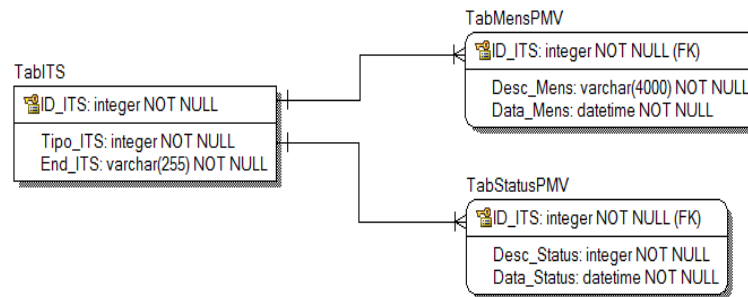 TabMensPMV
ID_ITS: integer NOT NULL (FK)
Desc_Mens: varchar(4000) NOT NULL
Data_Mens: datetime NOT NULL
TabITS
ID_ITS: integer NOT NULL
Tipo_ITS: integer NOT NULL
End_ITS: varchar(255) NOT NULL
TabStatusPMV
ID_ITS: integer NOT NULL (FK)
Desc_Status: integer NOT NULL
Data_Status: datetime NOT NULL